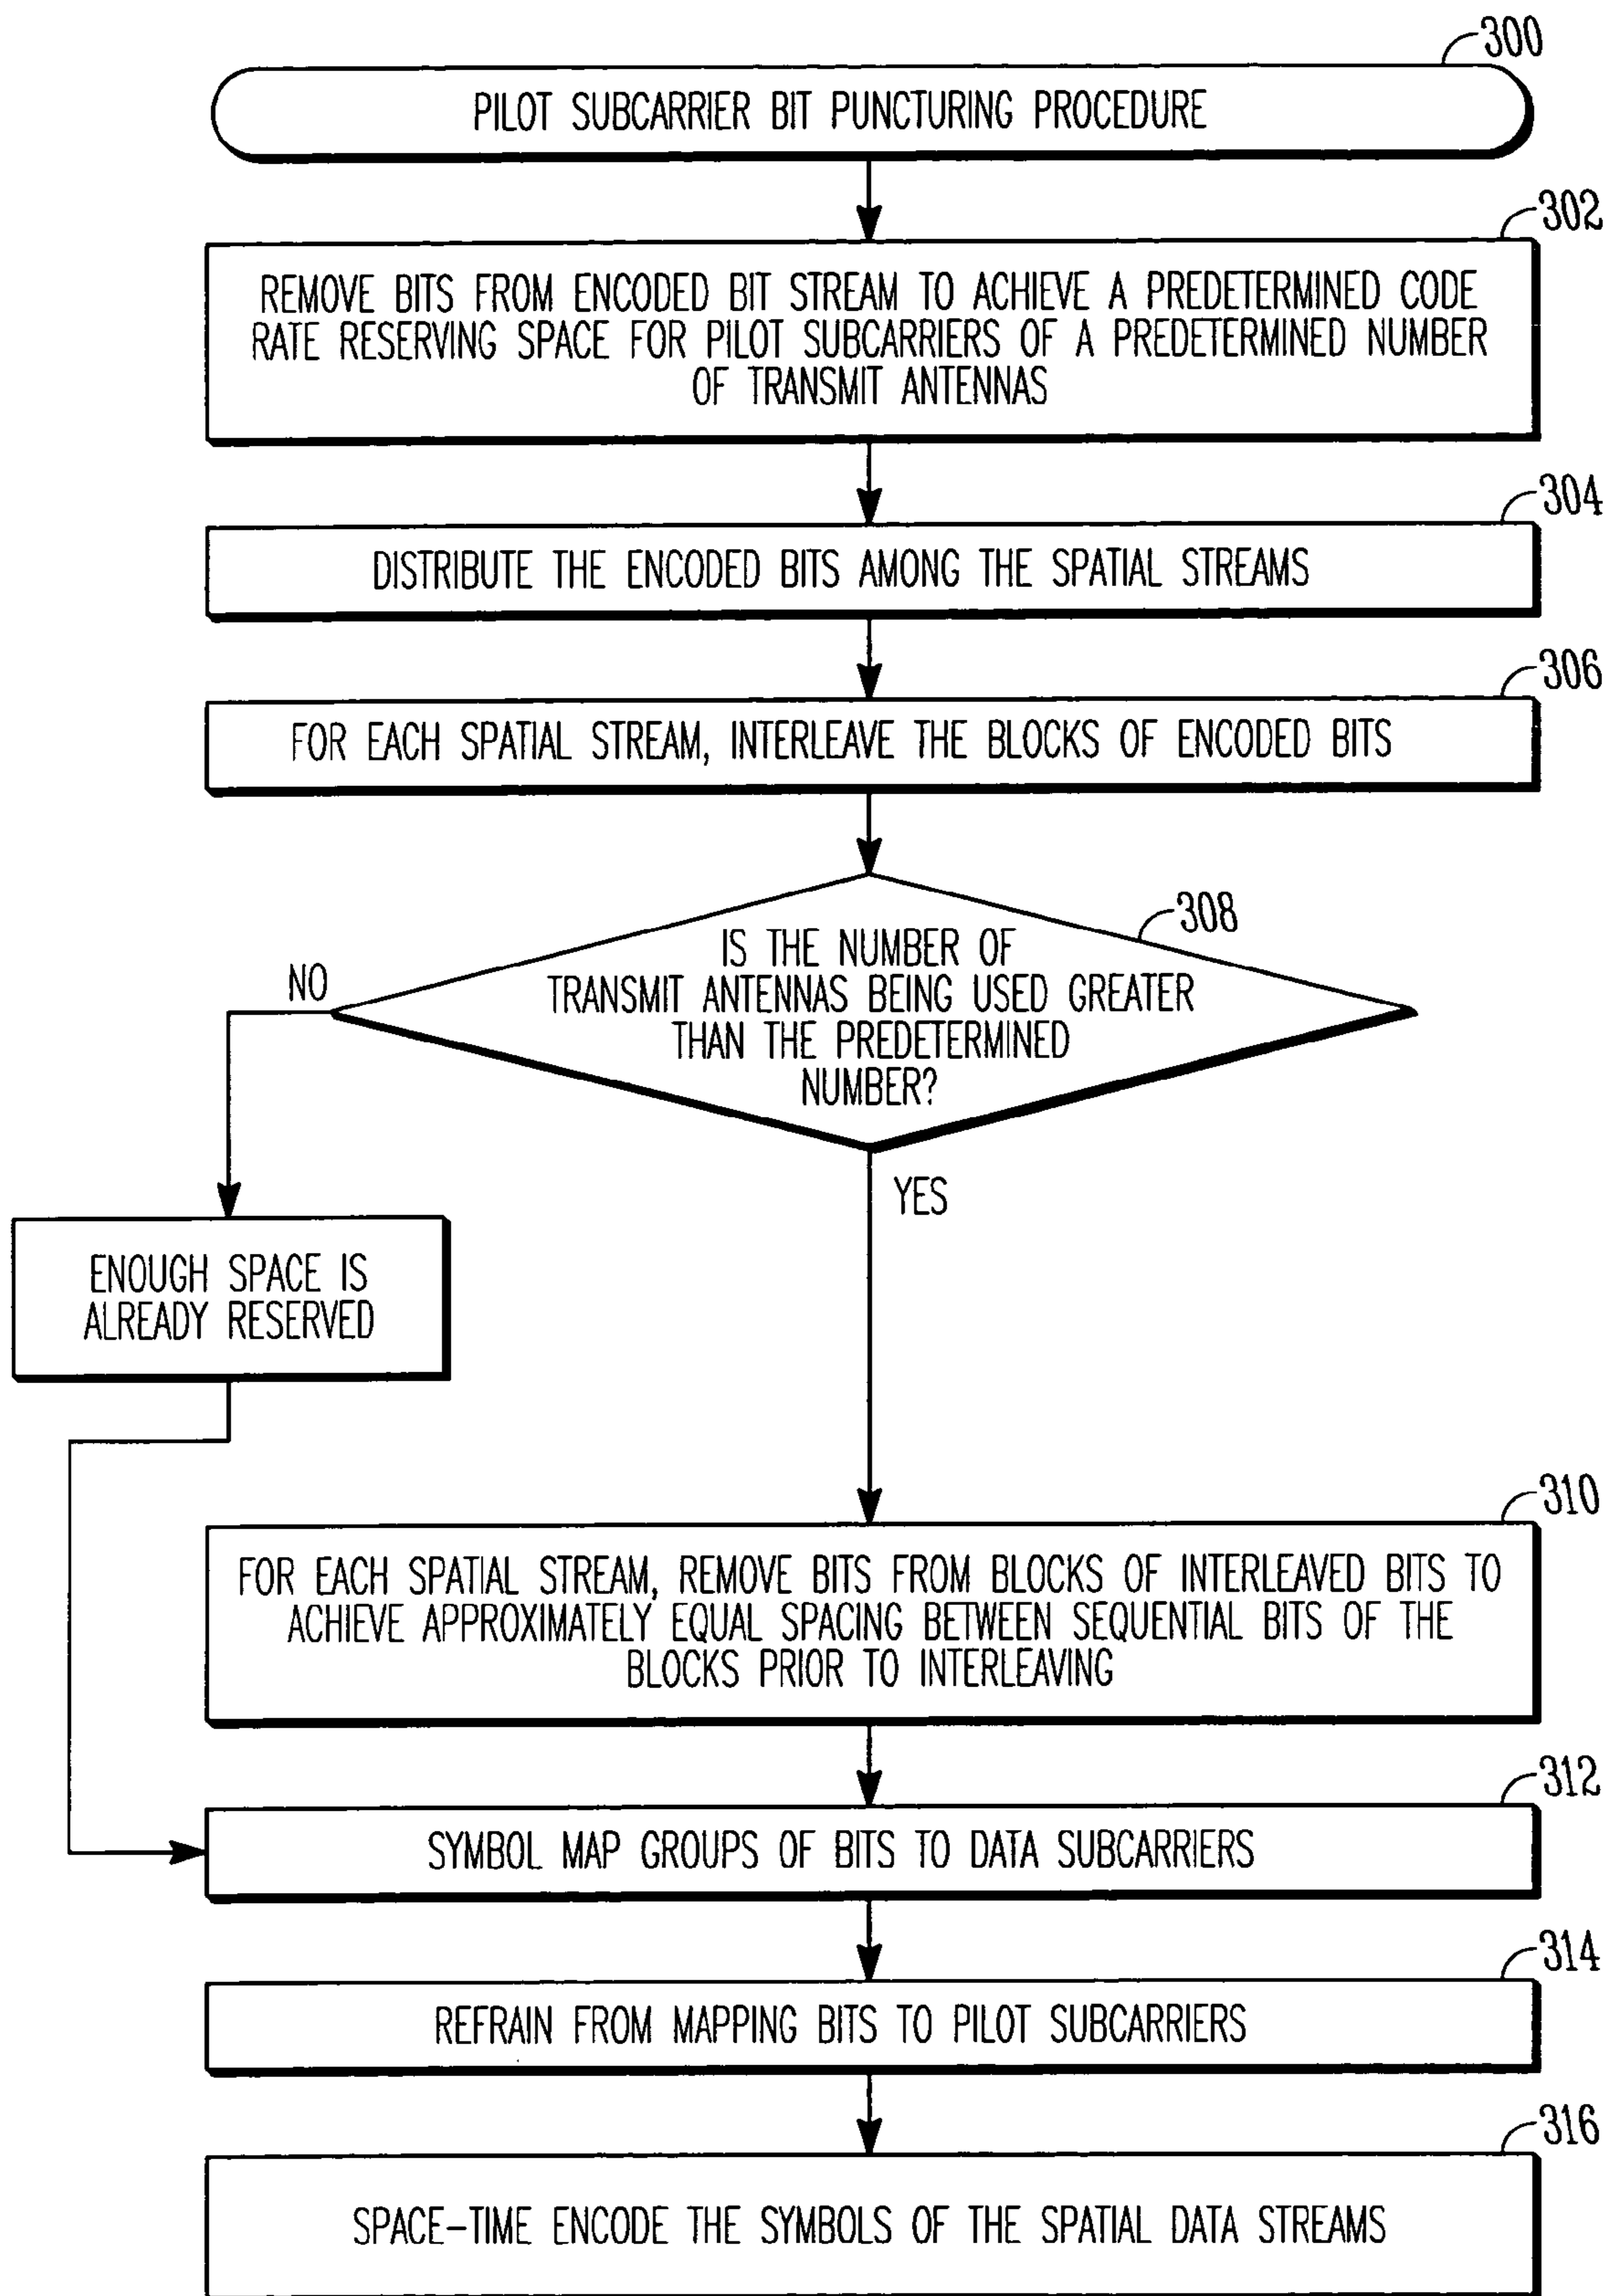 300
PILOT SUBCARRIER BIT PUNCTURING PROCEDURE
302
REMOVE BITS FROM ENCODED BIT STREAM TO ACHIEVE A PREDETERMINED CODE
RATE RESERVING SPACE FOR PILOT SUBCARRIERS OF A PREDETERMINED NUMBER
OF TRANSMIT ANTENNAS
304
DISTRIBUTE THE ENCODED BITS AMONG THE SPATIAL STREAMS
306
FOR EACH SPATIAL STREAM, INTERLEAVE THE BLOCKS OF ENCODED BITS
308
IS THE NUMBER OF
TRANSMIT ANTENNAS BEING USED GREATER
THAN THE PREDETERMINED
NUMBER?
NO
YES
ENOUGH SPACE IS
ALREADY RESERVED
310
FOR EACH SPATIAL STREAM, REMOVE BITS FROM BLOCKS OF INTERLEAVED BITS TO
ACHIEVE APPROXIMATELY EQUAL SPACING BETWEEN SEQUENTIAL BITS OF THE
BLOCKS PRIOR TO INTERLEAVING
312
SYMBOL MAP GROUPS OF BITS TO DATA SUBCARRIERS
314
REFRAIN FROM MAPPING BITS TO PILOT SUBCARRIERS
316
SPACE-TIME ENCODE THE SYMBOLS OF THE SPATIAL DATA STREAMS